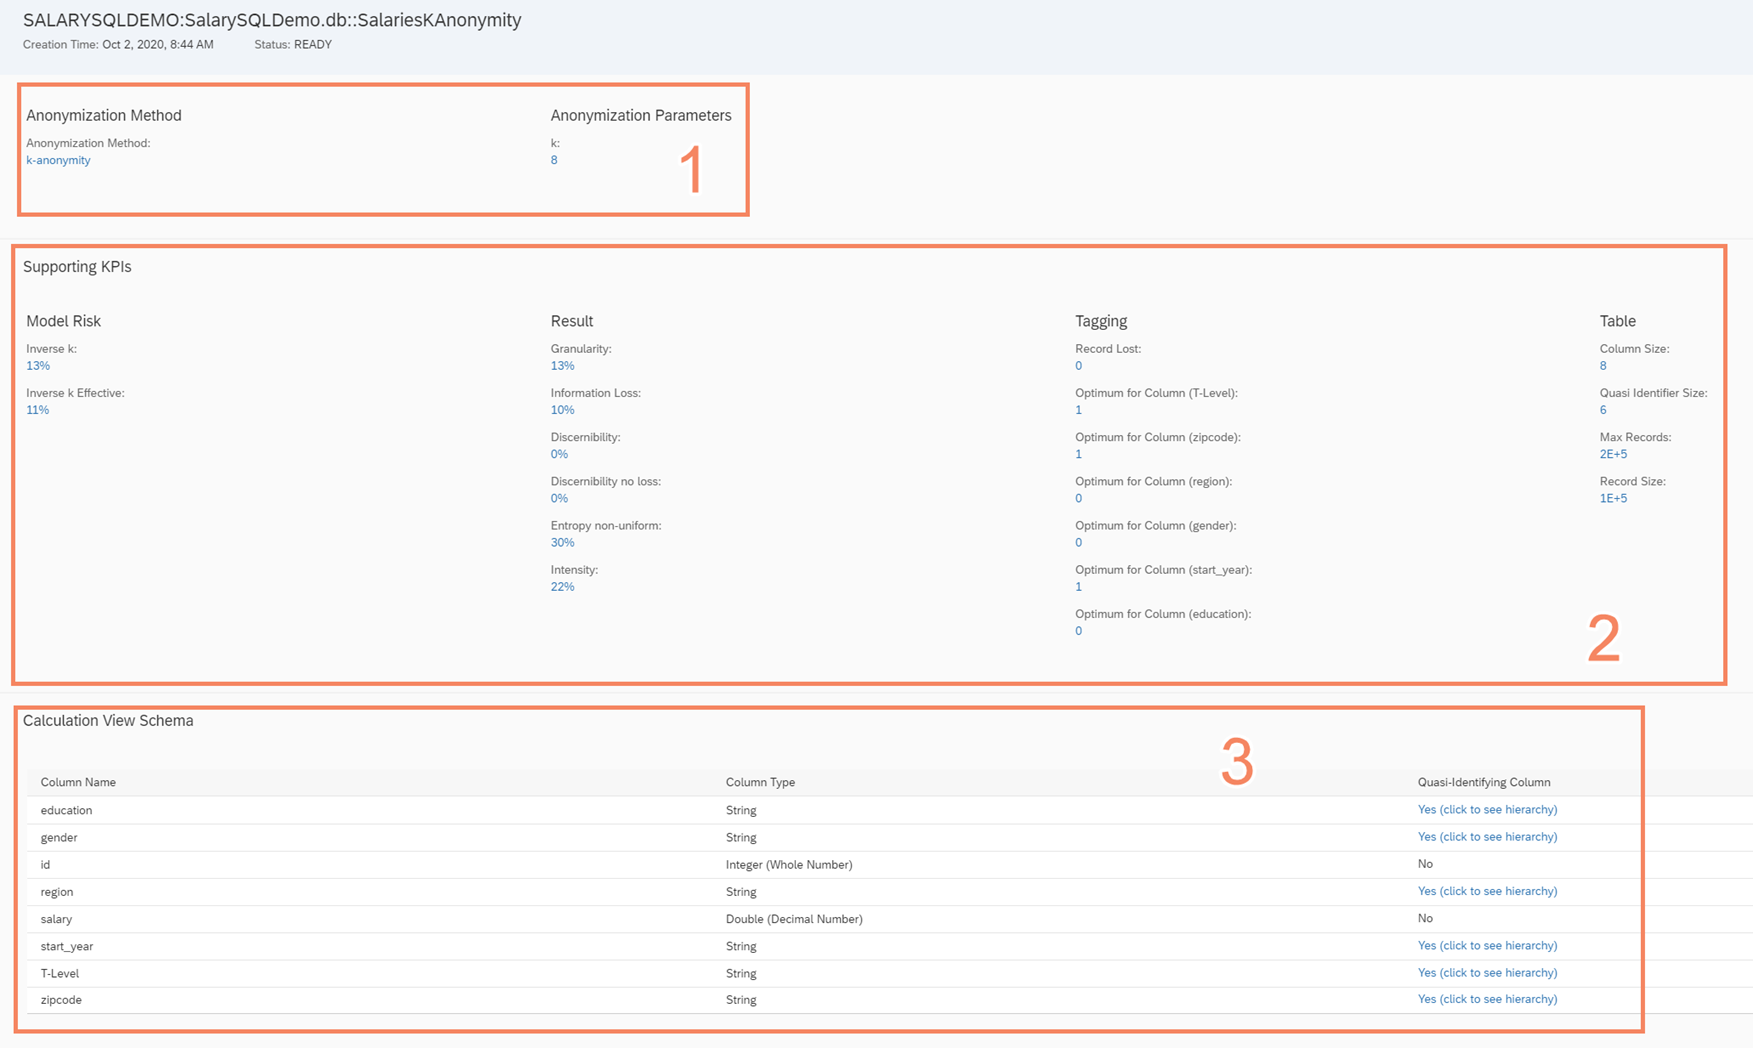 SALARYSQLDEMO:SalarySQLDemo.db::SalariesKAnonymity
Creation Time: Oct 2, 2020, 8:44 AM Status: READY
Anonymization Method Anonymization Parameters
Anonymization Method: k:
k-anonymity 8
1
Supporting KPIs
Model Risk Result Tagging Table
Inverse k: Granularity: Record Lost: Column Size:
13% 13% 0 8
Inverse k Effective: Information Loss: Optimum for Column (T-Level): Quasi Identifier Size:
11% 10% 1 6
Discernibility: Optimum for Column (zipcode): Max Records:
0% 1 2E+5
Discernibility no loss: Optimum for Column (region): Record Size:
0% 0 1E+5
Entropy non-uniform: Optimum for Column (gender):
30% 0
Intensity: Optimum for Column (start_year):
22% 1
Optimum for Column (education):
0
2
Calculation View Schema
3
Column Name Column Type Quasi-Identifying Column
education String Yes (click to see hierarchy)
gender String Yes (click to see hierarchy)
id Integer (Whole Number) No
region String Yes (click to see hierarchy)
salary Double (Decimal Number) No
start_year String Yes (click to see hierarchy)
T-Level String Yes (click to see hierarchy)
zipcode String Yes (click to see hierarchy)